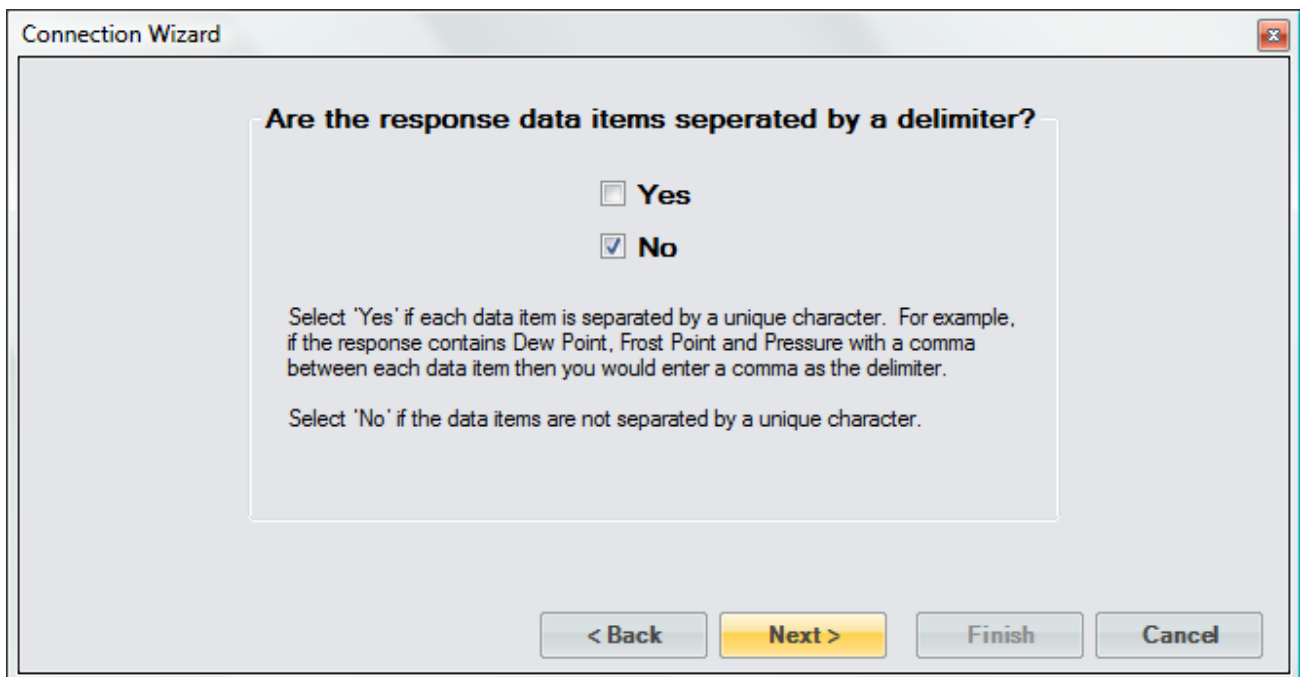 Connection Wizard
Are the response data items seperated by a delimiter?
Yes
No
Select 'Yes' if each data item is separated by a unique character. For example,
if the response contains Dew Point, Frost Point and Pressure with a comma
between each data item then you would enter a comma as the delimiter.
Select 'No' if the data items are not separated by a unique character.
< Back Next > Finish Cancel